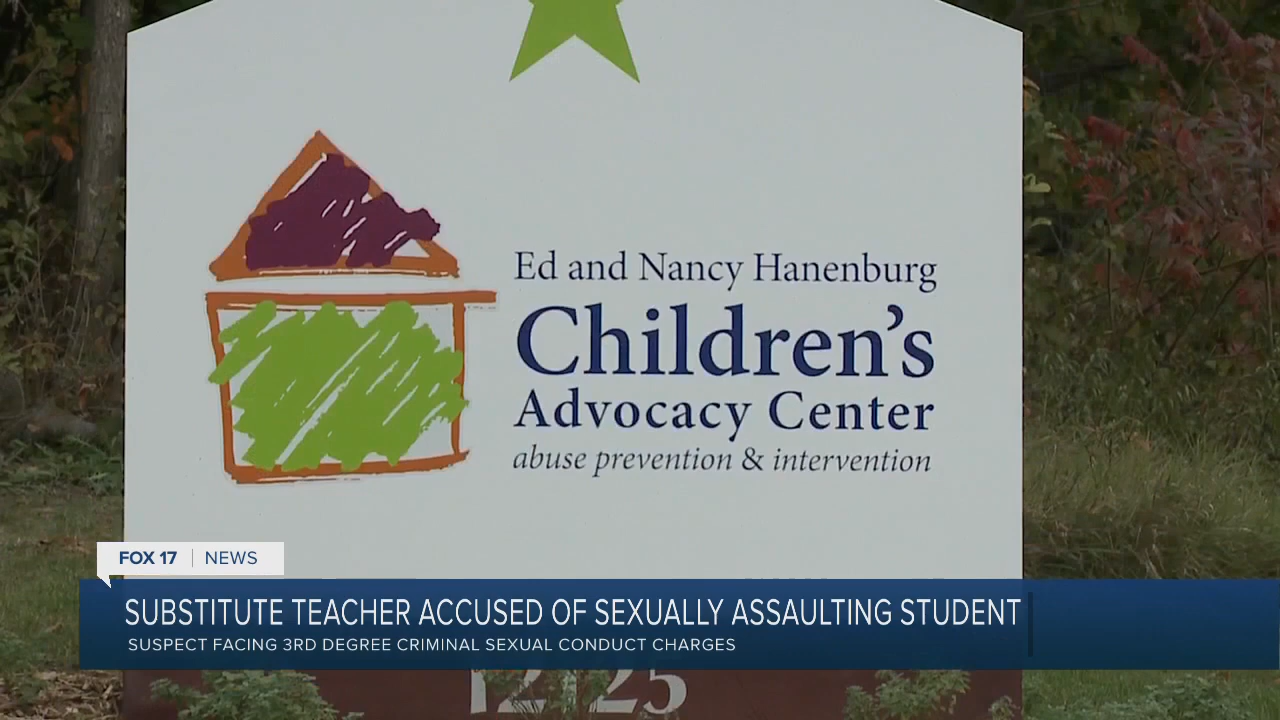 Ed and Nancy Hanenburg
Children's
Advocacy Center
abuse prevention & intervention
FOX 17 | NEWS
SUBSTITUTE TEACHER ACCUSED OF SEXUALLY ASSAULTING STUDENT
SUSPECT FACING 3RD DEGREE CRIMINAL SEXUAL CONDUCT CHARGES
12125